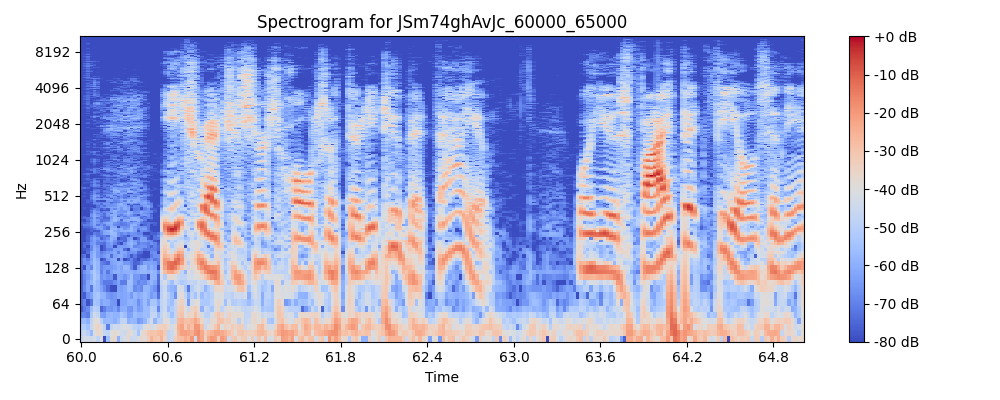 Spectrogram for JSm74ghAvJc_60000_65000
8192
4096
2048
1024
512
256
128
64
0
Hz
60.0 60.6 61.2 61.8 62.4 63.0 63.6 64.2 64.8
Time
+0 dB
-10 dB
-20 dB
-30 dB
-40 dB
-50 dB
-60 dB
-70 dB
-80 dB